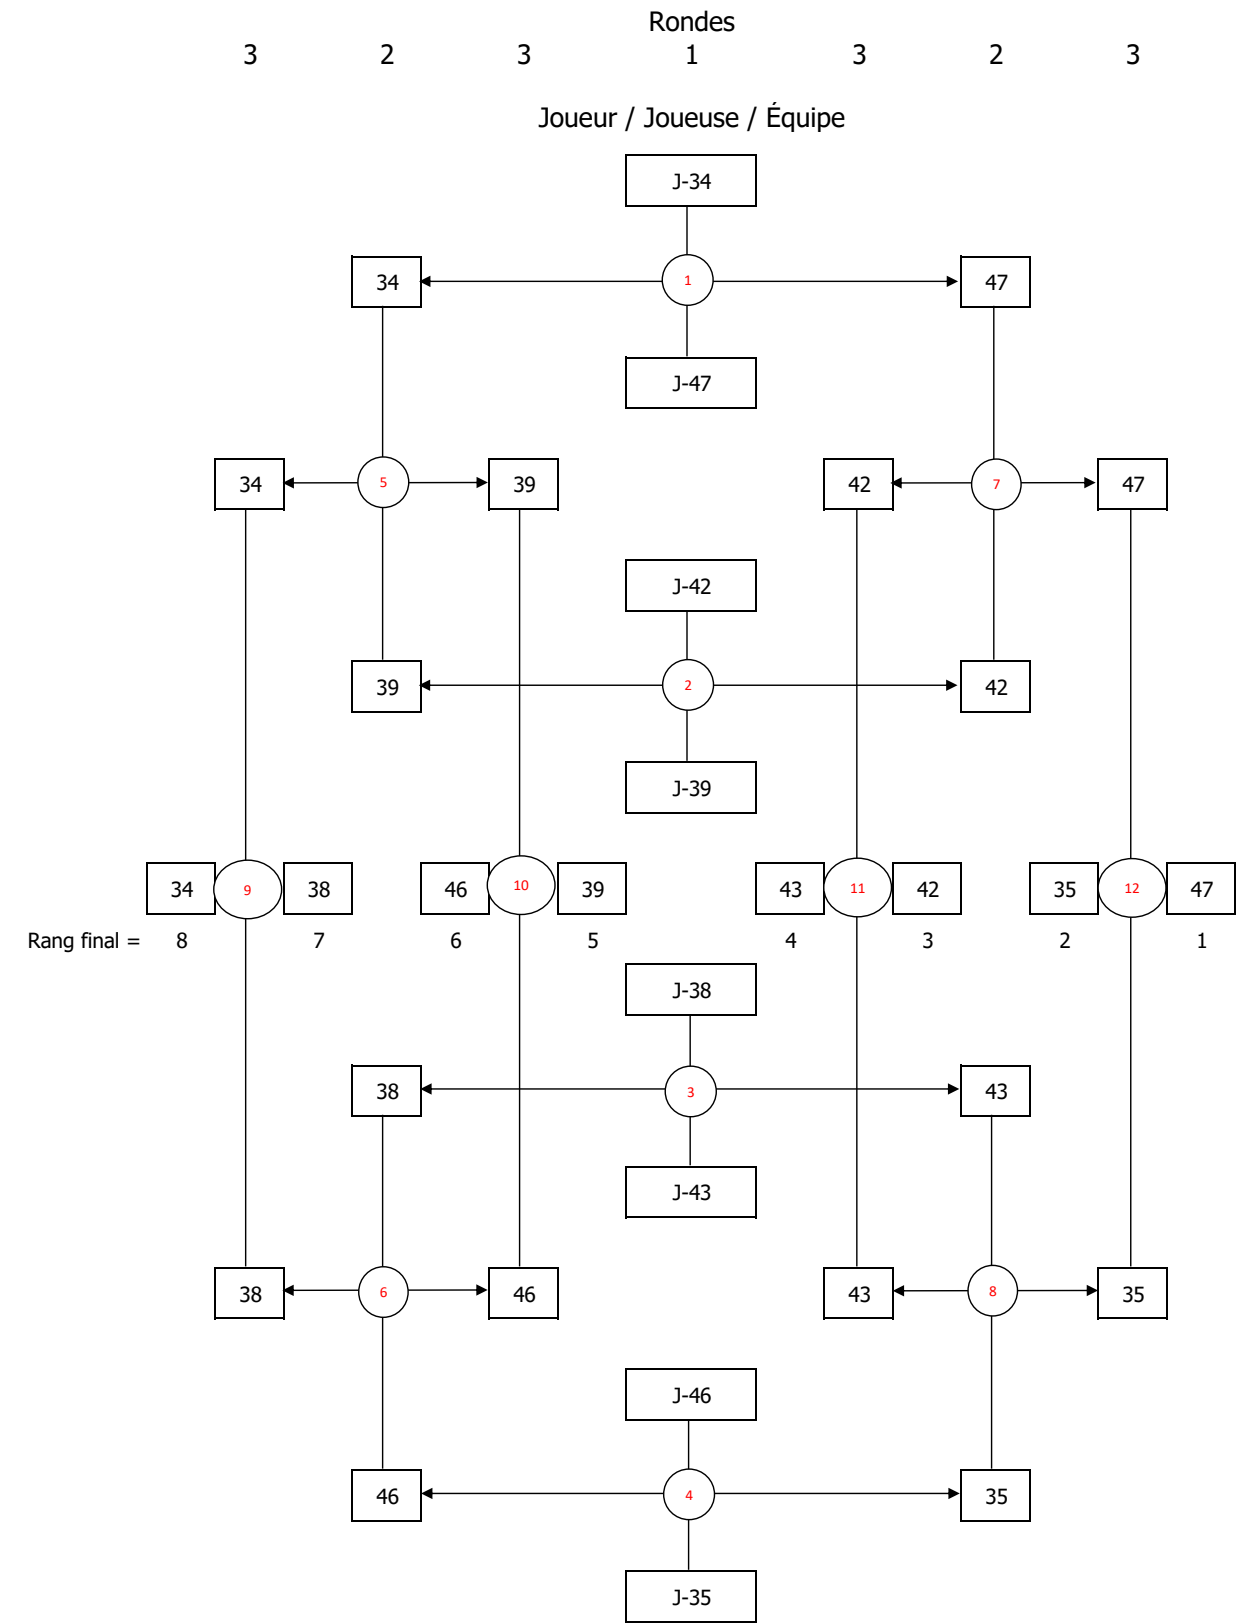 Rondes
3 2 3 1 3 2 3
Joueur / Joueuse / Équipe
J-34
34 1 47
J-47
34 5 39 42 7 47
J-42
39 2 42
J-39
34 9 38 46 10 39 43 11 42 35 12 47
Rang final = 8 7 6 5 4 3 2 1
J-38
38 3 43
J-43
38 6 46 43 8 35
J-46
46 4 35
J-35